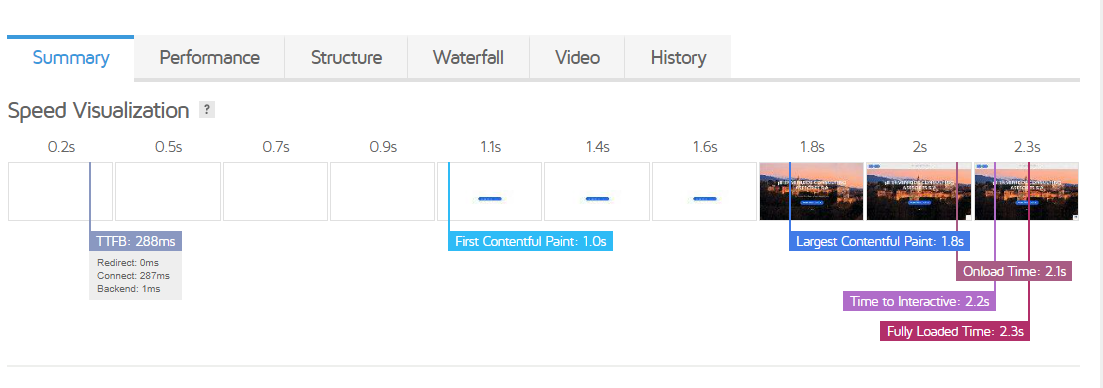 Summary
Performance
Structure
Waterfall
Video
History
Speed Visualization ?
0.2s
0.5s
0.7s
0.9s
1.1s
1.4s
1.6s
1.8s
2s
2.3s
TTFB: 288ms
Redirect: 0ms
Connect: 287ms
Backend: 1ms
First Contentful Paint: 1.0s
Largest Contentful Paint: 1.8s
Onload Time: 2.1s
Time to Interactive: 2.2s
Fully Loaded Time: 2.3s